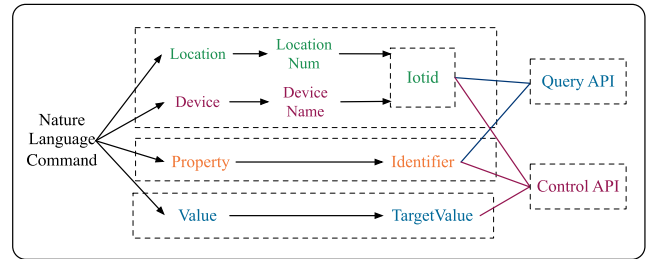 Nature
Language
Command
Location
Location
Num
Device
Device
Name
Iotid
Property
Identifier
Value
TargetValue
Query API
Control API